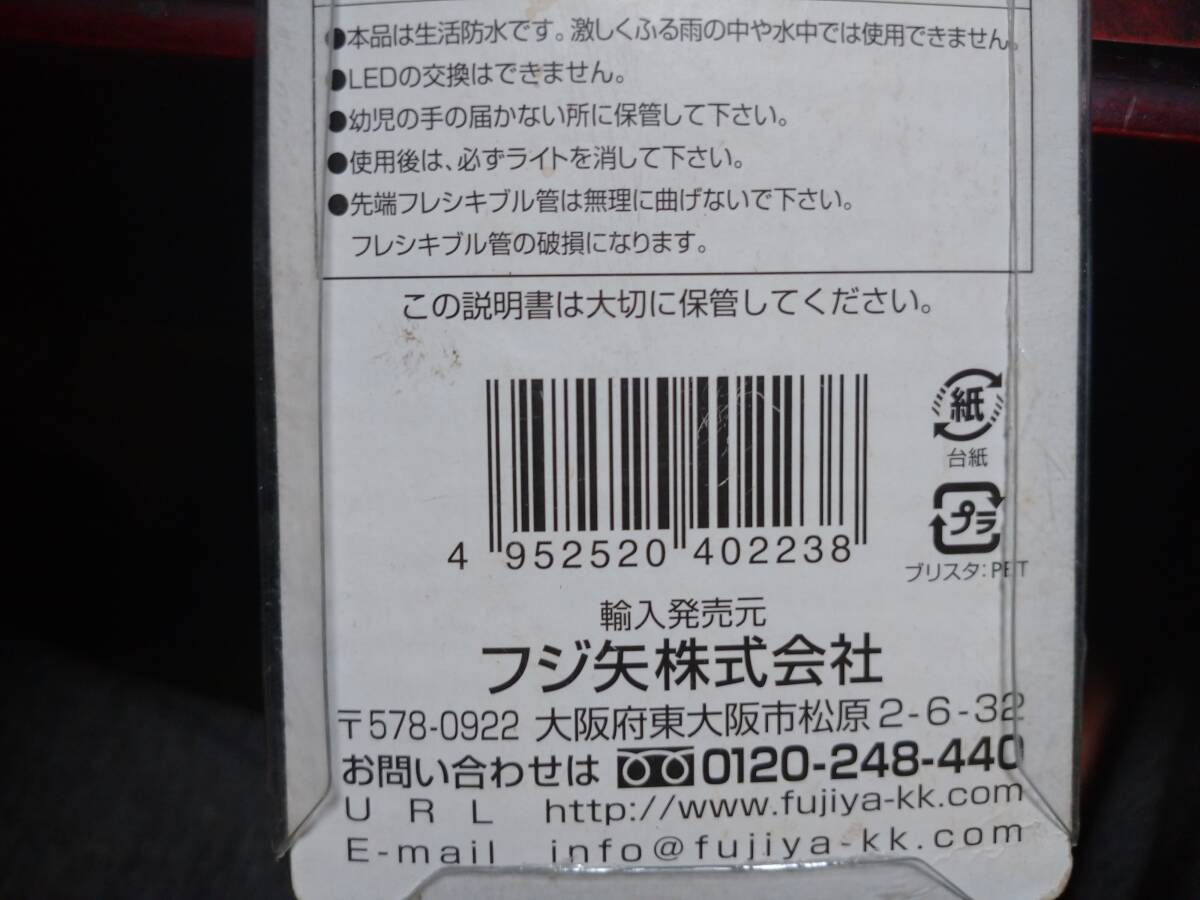 ●本品は生活防水です。激しくふる雨の中や水中では使用できません。
●LEDの交換はできません。
●幼児の手の届かない所に保管して下さい。
●使用後は、必ずライトを消して下さい。
●先端フレシキブル管は無理に曲げないで下さい。
フレシキブル管の破損になります。
この説明書は大切に保管してください。
紙
台紙
プラ
ブリスタ:PET
4 952520 402238
輸入発売元
フジ矢株式会社
〒578-0922 大阪府東大阪市松原2-6-32
お問い合わせは 0120-248-440
URL http://www.fujiya-kk.com
E-mail info@fujiya-kk.com